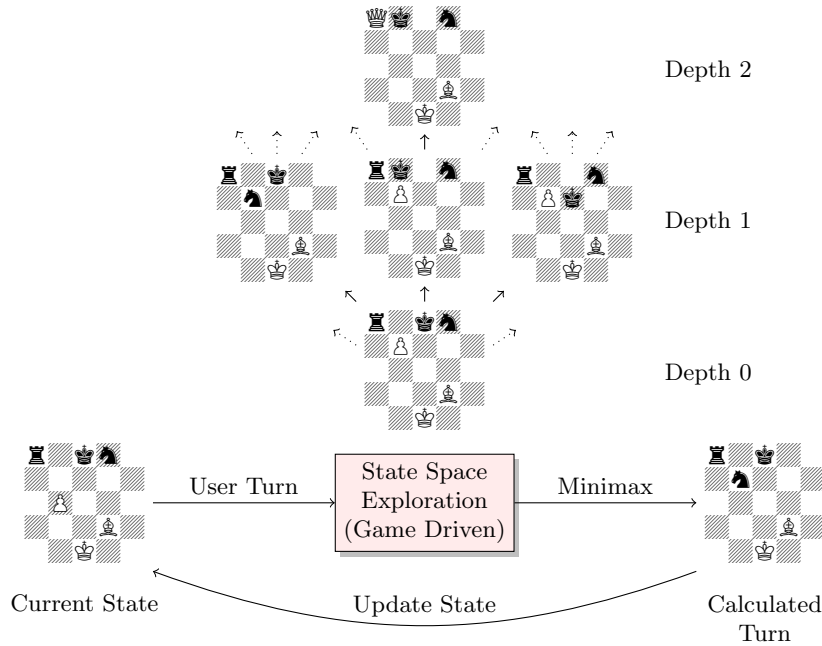 Depth 2
Depth 1
Depth 0
User Turn
State Space
Exploration
(Game Driven)
Minimax
Current State
Update State
Calculated
Turn